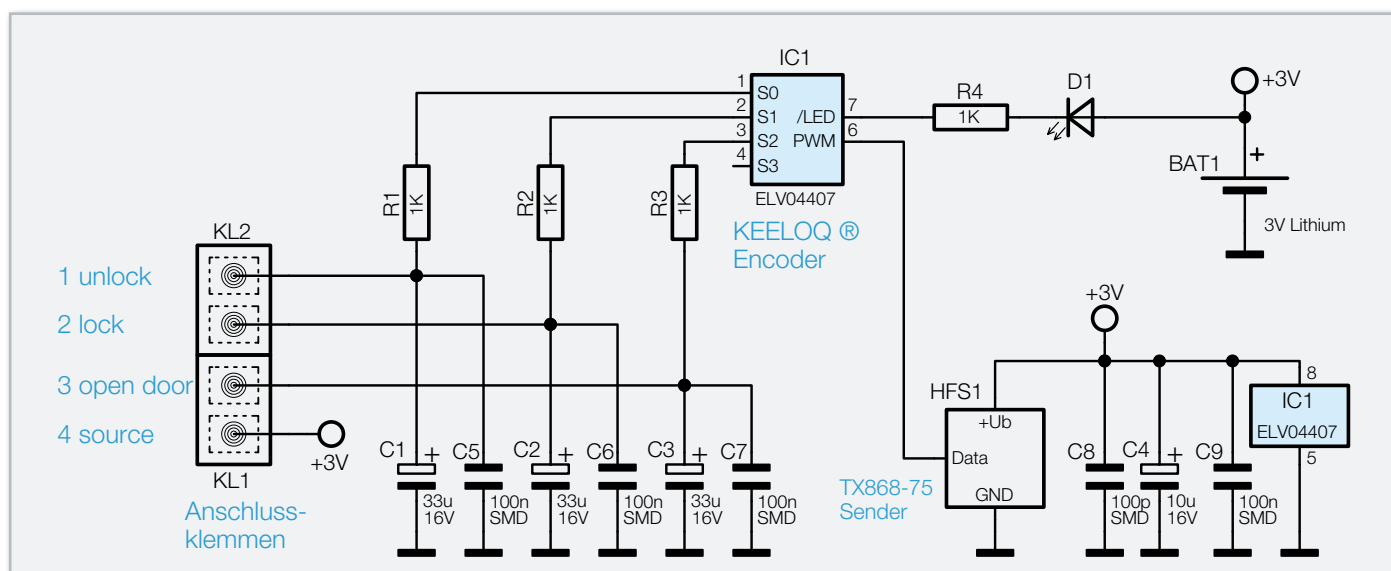 IC1
1
S0
2
S1
3
S2
4
S3
/LED
7
PWM
6
ELV04407
KEELOQ ®
Encoder
R4
1K
D1
+3V
BAT1
+
3V Lithium
R1
1K
R2
1K
R3
1K
KL2
1 unlock
2 lock
3 open door
4 source
+3V
KL1
Anschluss-
klemmen
C1
+
33u
16V
C5
100n
SMD
C2
+
33u
16V
C6
100n
SMD
C3
+
33u
16V
C7
100n
SMD
HFS1
+Ub
Data
GND
TX868-75
Sender
+3V
C8
100p
SMD
C4
+
10u
16V
C9
100n
SMD
8
IC1
ELV04407
5